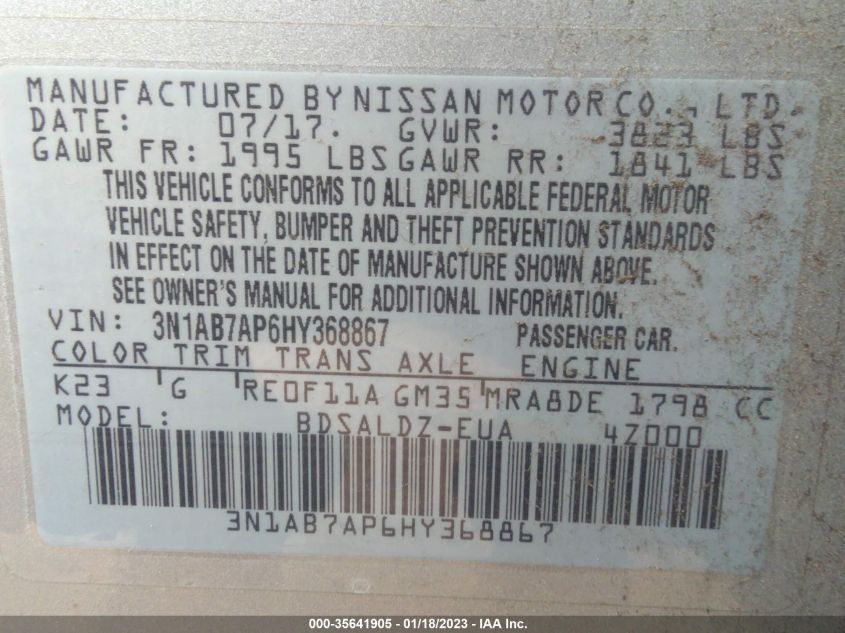 MANUFACTURED BY NISSAN MOTOR CO., LTD.
DATE: 07/17. GVWR: 3823 LBS
GAWR FR: 1995 LBS GAWR RR: 1841 LBS
THIS VEHICLE CONFORMS TO ALL APPLICABLE FEDERAL MOTOR
VEHICLE SAFETY, BUMPER AND THEFT PREVENTION STANDARDS
IN EFFECT ON THE DATE OF MANUFACTURE SHOWN ABOVE.
SEE OWNER'S MANUAL FOR ADDITIONAL INFORMATION.
VIN: 3N1AB7AP6HY368867 PASSENGER CAR.
COLOR TRIM TRANS AXLE ENGINE
K23 G RE0F11A GM35 MRA8DE 1798 CC
MODEL: BDSALDZ-EUA 4Z000
3N1AB7AP6HY368867
000-35641905 - 01/18/2023 - IAA Inc.